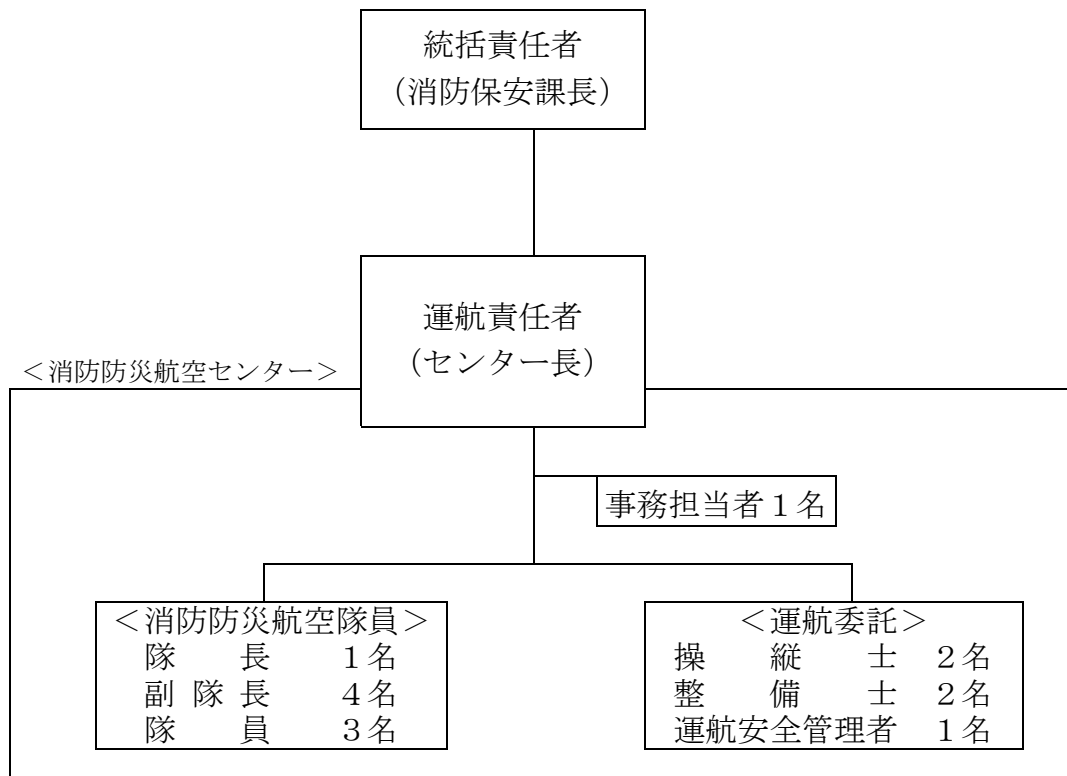 統括責任者
（消防保安課長）
運航責任者
（センター長）
＜消防防災航空センター＞
事務担当者１名
＜消防防災航空隊員＞
隊　　長　１名
副 隊 長　４名
隊　　員　３名
＜運航委託＞
操　　縦　　士　２名
整　　備　　士　２名
運航安全管理者　１名